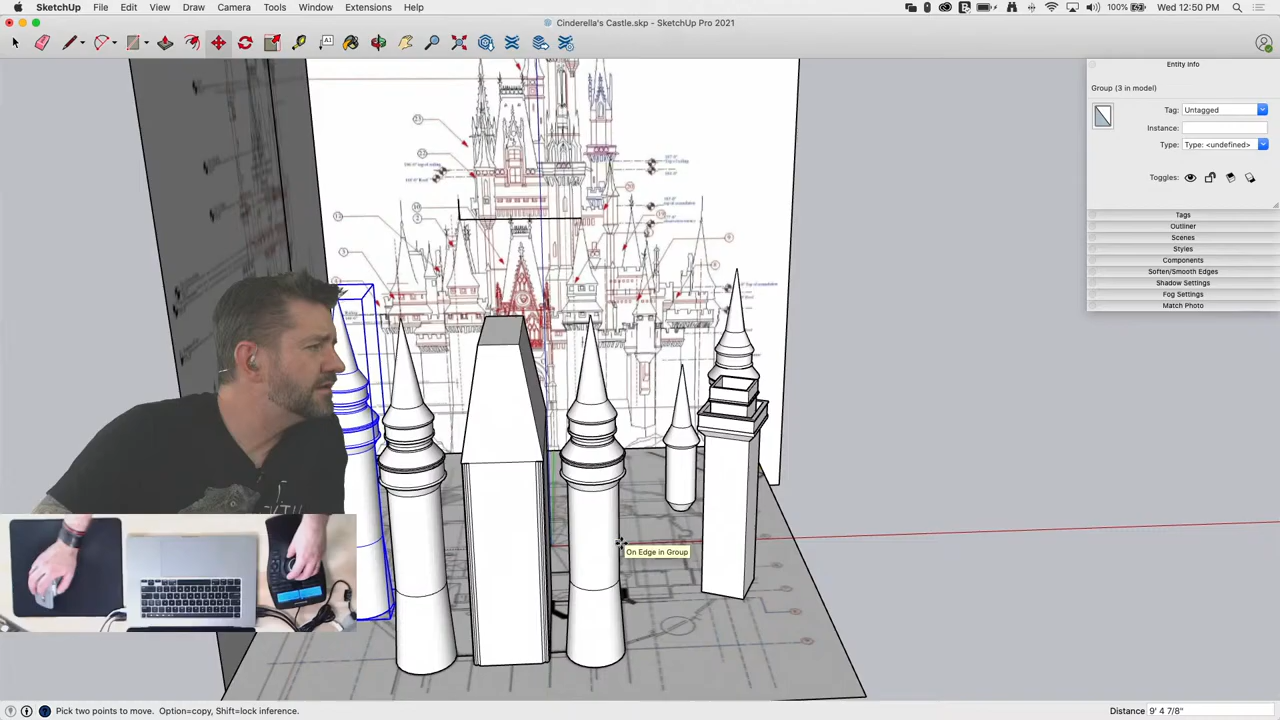 SketchUp File Edit View Draw Camera Tools Window Extensions Help
100% Wed 12:50 PM
Cinderella's Castle.skp - SketchUp Pro 2021
Entity Info
Group (3 in model)
Tag: Untagged
Instance:
Type: Type: <undefined>
Toggles:
Tags
Outliner
Scenes
Styles
Components
Soften/Smooth Edges
Shadow Settings
Fog Settings
Match Photo
On Edge in Group
Pick two points to move. Option=copy, Shift=lock inference.
Distance 9' 4 7/8"